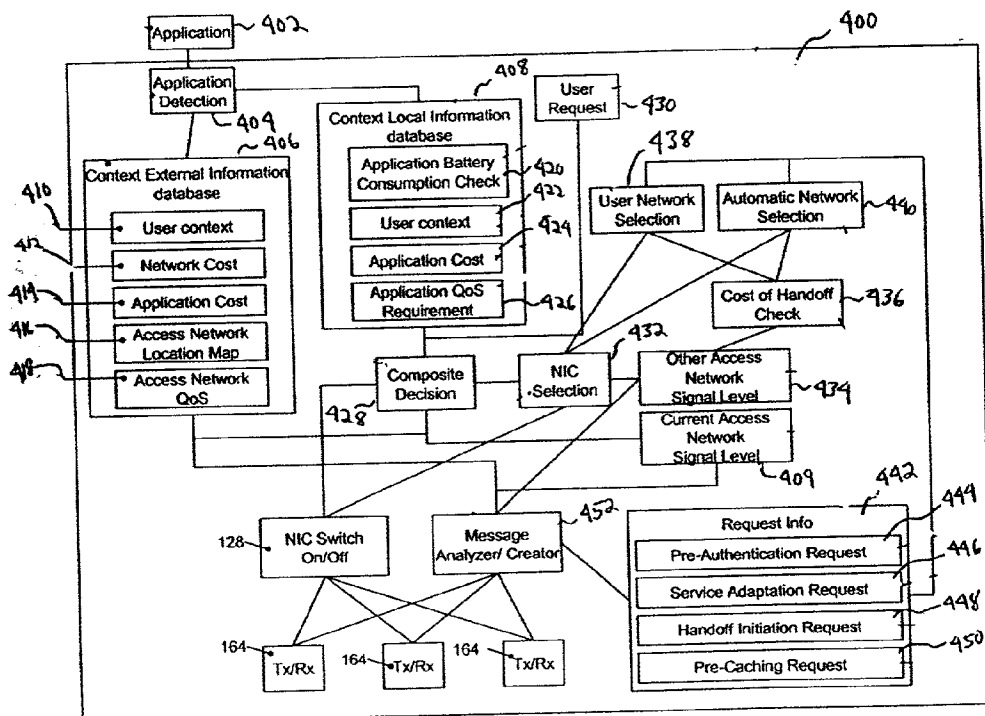 Application
402
400
Application
Detection
404
406
408
User
Request
430
Context Local Information
database
Application Battery
Consumption Check
420
User context
422
Application Cost
424
Application QoS
Requirement
426
Context External Information
database
410
User context
412
Network Cost
414
Application Cost
416
Access Network
Location Map
418
Access Network
QoS
438
User Network
Selection
Automatic Network
Selection
440
Cost of Handoff
Check
436
432
NIC
Selection
Composite
Decision
428
Other Access
Network
Signal Level
434
Current Access
Network
Signal Level
409
442
Request Info
444
Pre-Authentication Request
446
Service Adaptation Request
448
Handoff Initiation Request
450
Pre-Caching Request
128
NIC Switch
On/Off
452
Message
Analyzer/ Creator
164
Tx/Rx
164
Tx/Rx
164
Tx/Rx